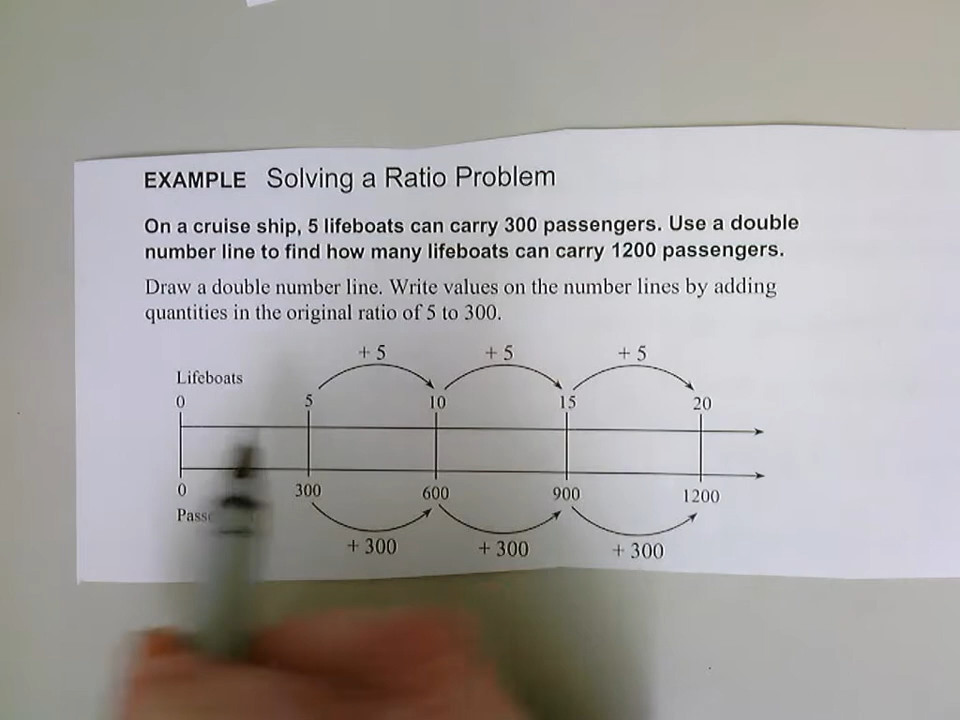 EXAMPLE Solving a Ratio Problem
On a cruise ship, 5 lifeboats can carry 300 passengers. Use a double
number line to find how many lifeboats can carry 1200 passengers.
Draw a double number line. Write values on the number lines by adding
quantities in the original ratio of 5 to 300.
+ 5 + 5 + 5
Lifeboats
0 5 10 15 20
0 300 600 900 1200
+ 300 + 300 + 300